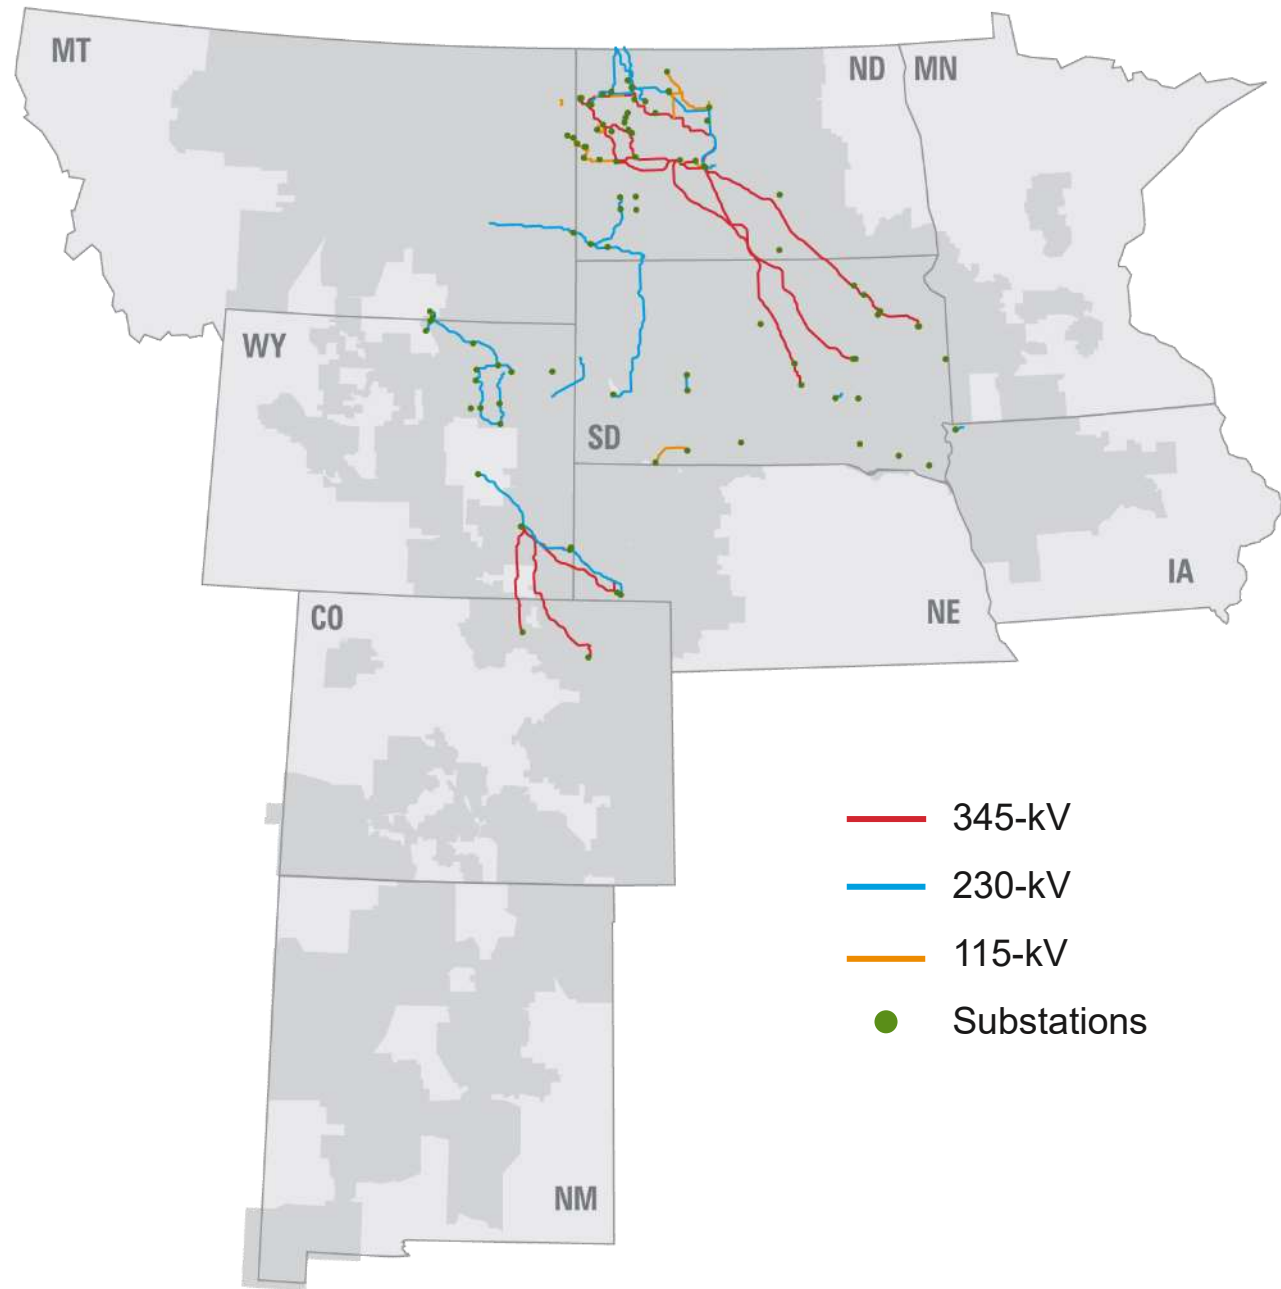 MT
ND
MN
WY
SD
IA
NE
CO
NM
345-kV
230-kV
115-kV
Substations